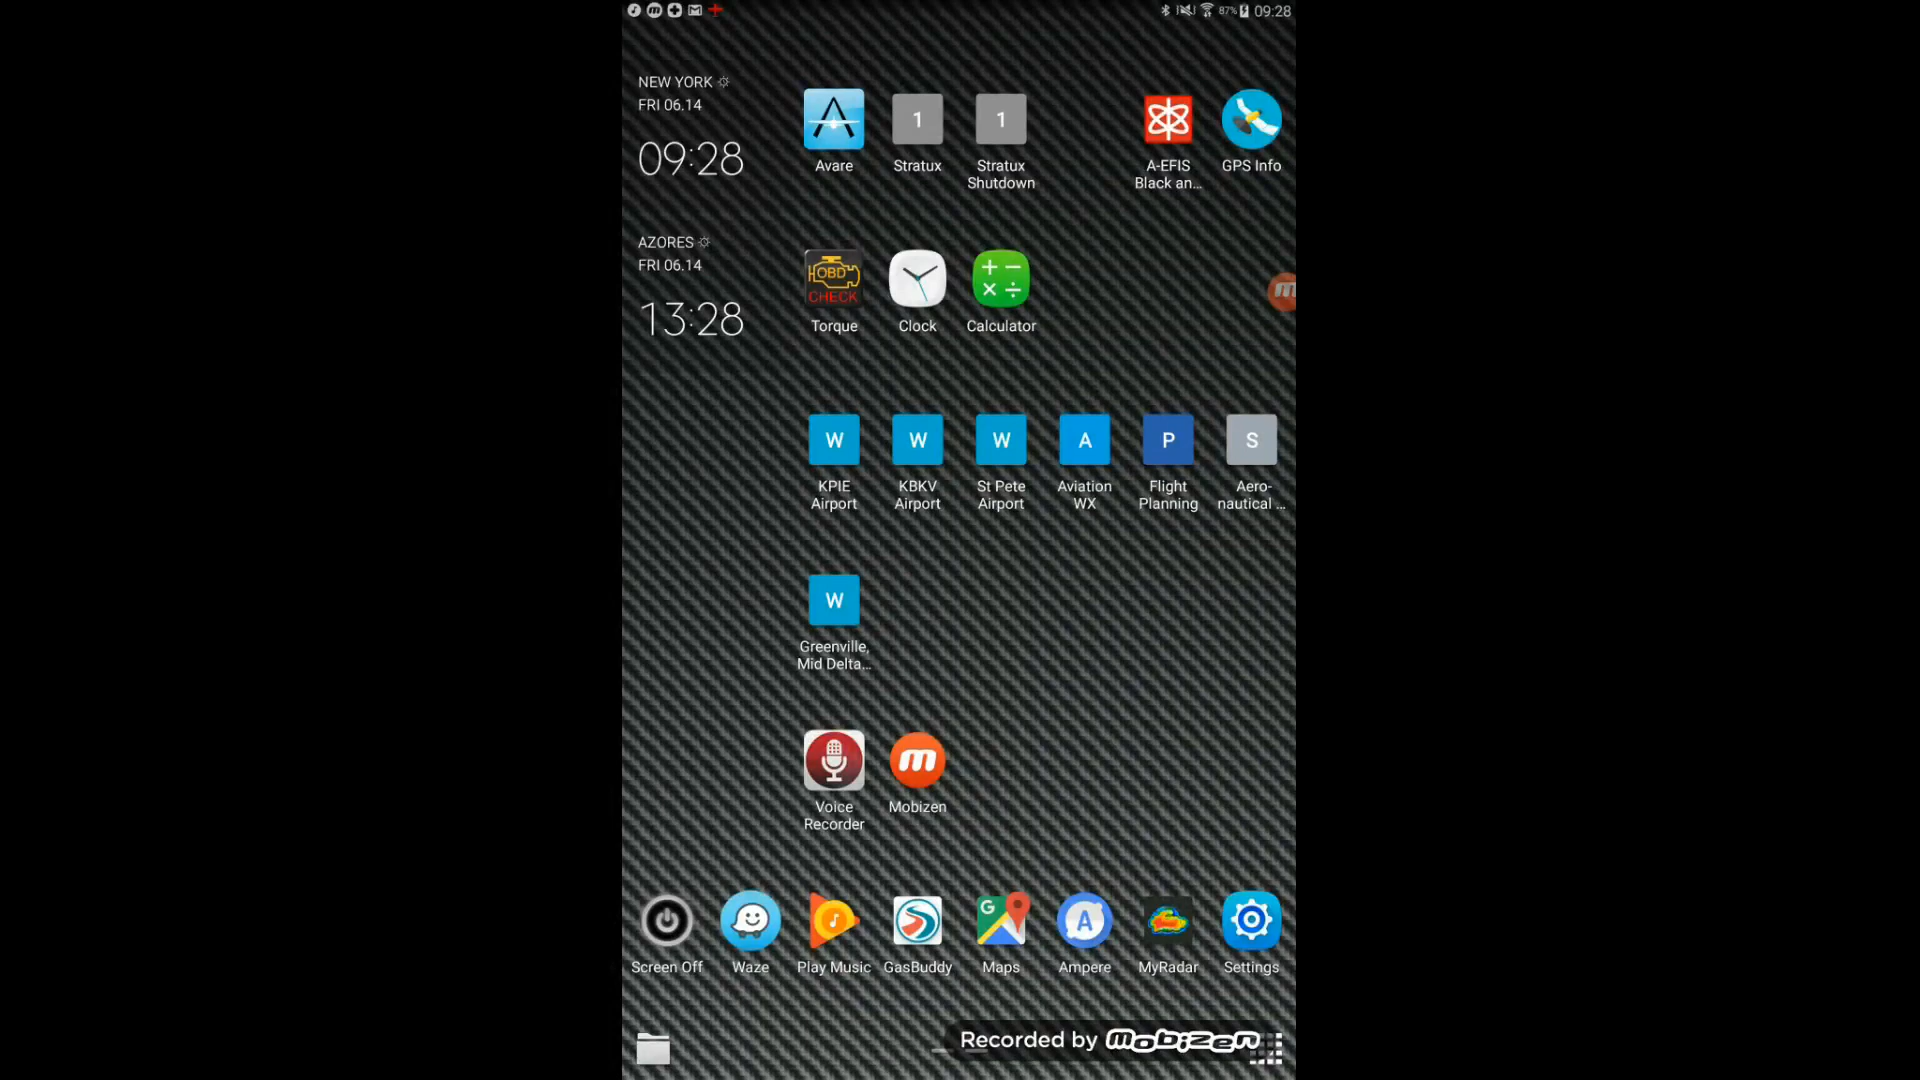 87% 09:28
NEW YORK
FRI 06.14
09:28
1
1
Avare
Stratux
Stratux
Shutdown
A-EFIS
Black an...
GPS Info
AZORES
FRI 06.14
13:28
OBD
CHECK
Torque
Clock
Calculator
m
W
W
W
A
P
S
KPIE
Airport
KBKV
Airport
St Pete
Airport
Aviation
WX
Flight
Planning
Aero-
nautical ...
W
Greenville,
Mid Delta...
m
Voice
Recorder
Mobizen
G
A
Screen Off
Waze
Play Music
GasBuddy
Maps
Ampere
MyRadar
Settings
Recorded by mobizen